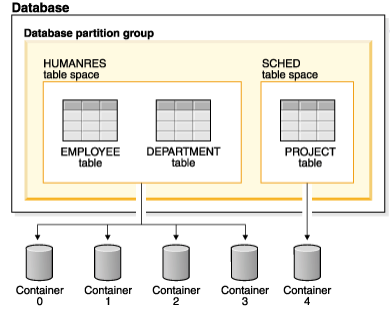 Database
Database partition group
HUMANRES
table space
SCHED
table space
EMPLOYEE
table
DEPARTMENT
table
PROJECT
table
Container
0
Container
1
Container
2
Container
3
Container
4